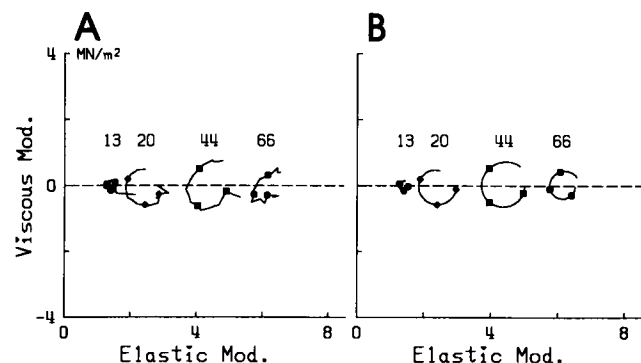 A B
4 MN/m²
13 20 44 66 13 20 44 66
Viscous Mod.
0
-4
0 4 8 0 4 8
Elastic Mod. Elastic Mod.